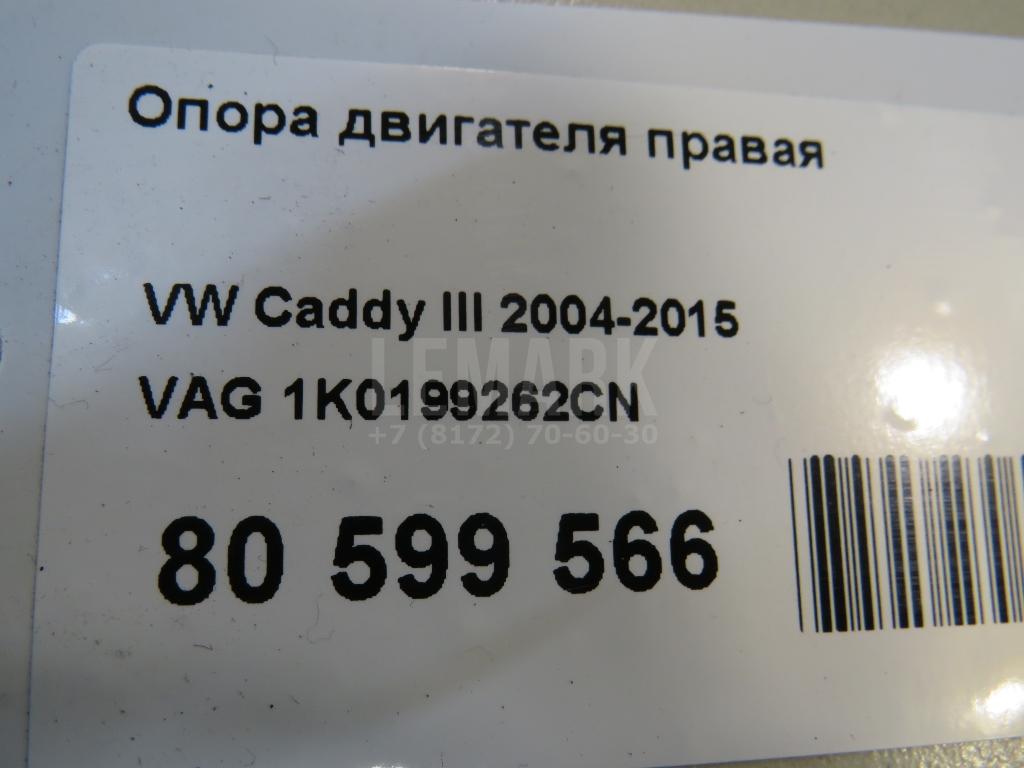 Опора двигателя правая
VW Caddy III 2004-2015
LEMARK
VAG 1K0199262CN
+7 (8172) 70-60-30
80 599 566